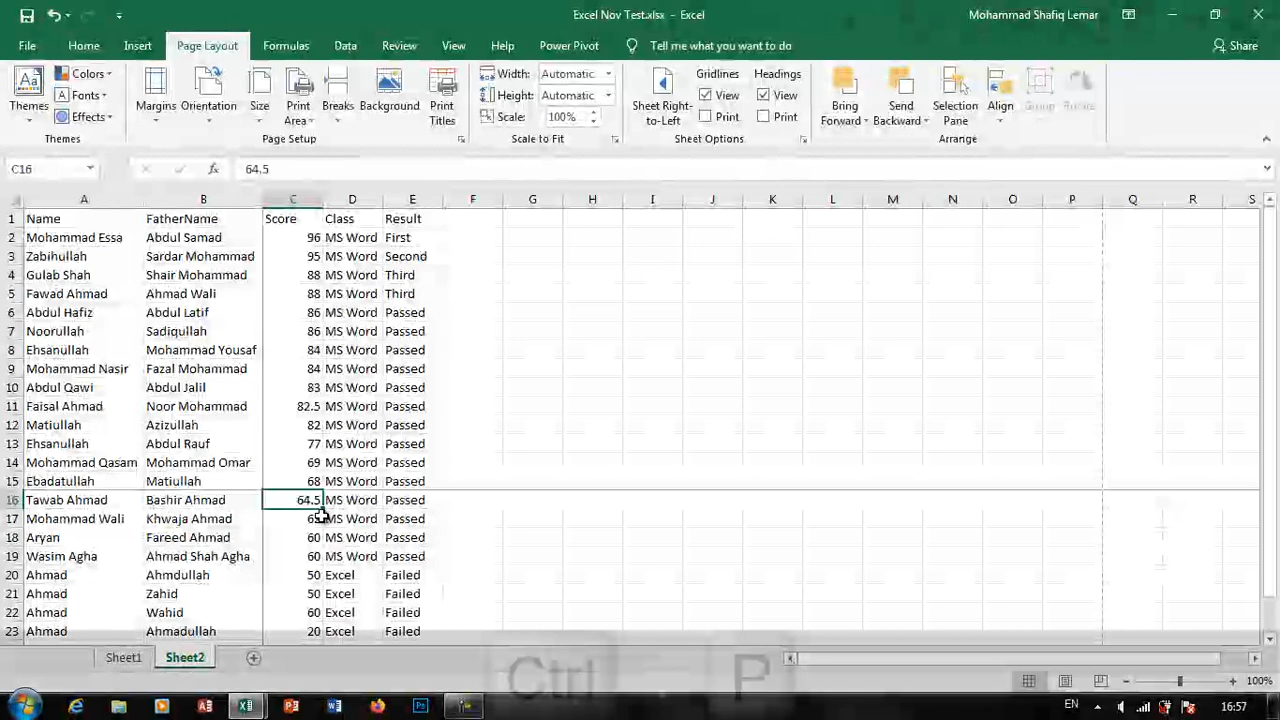 Excel Nov Test.xlsx - Excel
Mohammad Shafiq Lemar
File Home Insert Page Layout Formulas Data Review View Help Power Pivot Tell me what you want to do Share
Themes Colors Fonts Effects
Themes
Margins Orientation Size Print Area Breaks Background Print Titles
Page Setup
Width: Automatic
Height: Automatic
Scale: 100%
Scale to Fit
Sheet Right-to-Left
Gridlines View Print
Headings View Print
Sheet Options
Bring Forward Send Backward Selection Pane Align Group Rotate
Arrange
C16 fx 64.5
A B C D E F G H I J K L M N O P Q R S
1 Name FatherName Score Class Result
2 Mohammad Essa Abdul Samad 96 MS Word First
3 Zabihullah Sardar Mohammad 95 MS Word Second
4 Gulab Shah Shair Mohammad 88 MS Word Third
5 Fawad Ahmad Ahmad Wali 88 MS Word Third
6 Abdul Hafiz Abdul Latif 86 MS Word Passed
7 Noorullah Sadiqullah 86 MS Word Passed
8 Ehsanullah Mohammad Yousaf 84 MS Word Passed
9 Mohammad Nasir Fazal Mohammad 84 MS Word Passed
10 Abdul Qawi Abdul Jalil 83 MS Word Passed
11 Faisal Ahmad Noor Mohammad 82.5 MS Word Passed
12 Matiullah Azizullah 82 MS Word Passed
13 Ehsanullah Abdul Rauf 77 MS Word Passed
14 Mohammad Qasam Mohammad Omar 69 MS Word Passed
15 Ebadatullah Matiullah 68 MS Word Passed
16 Tawab Ahmad Bashir Ahmad 64.5 MS Word Passed
17 Mohammad Wali Khwaja Ahmad MS Word Passed
18 Aryan Fareed Ahmad 60 MS Word Passed
19 Wasim Agha Ahmad Shah Agha 60 MS Word Passed
20 Ahmad Ahmdullah 50 Excel Failed
21 Ahmad Zahid 50 Excel Failed
22 Ahmad Wahid 60 Excel Failed
23 Ahmad Ahmadullah 20 Excel Failed
Sheet1 Sheet2
Ctrl P
100%
EN 16:57